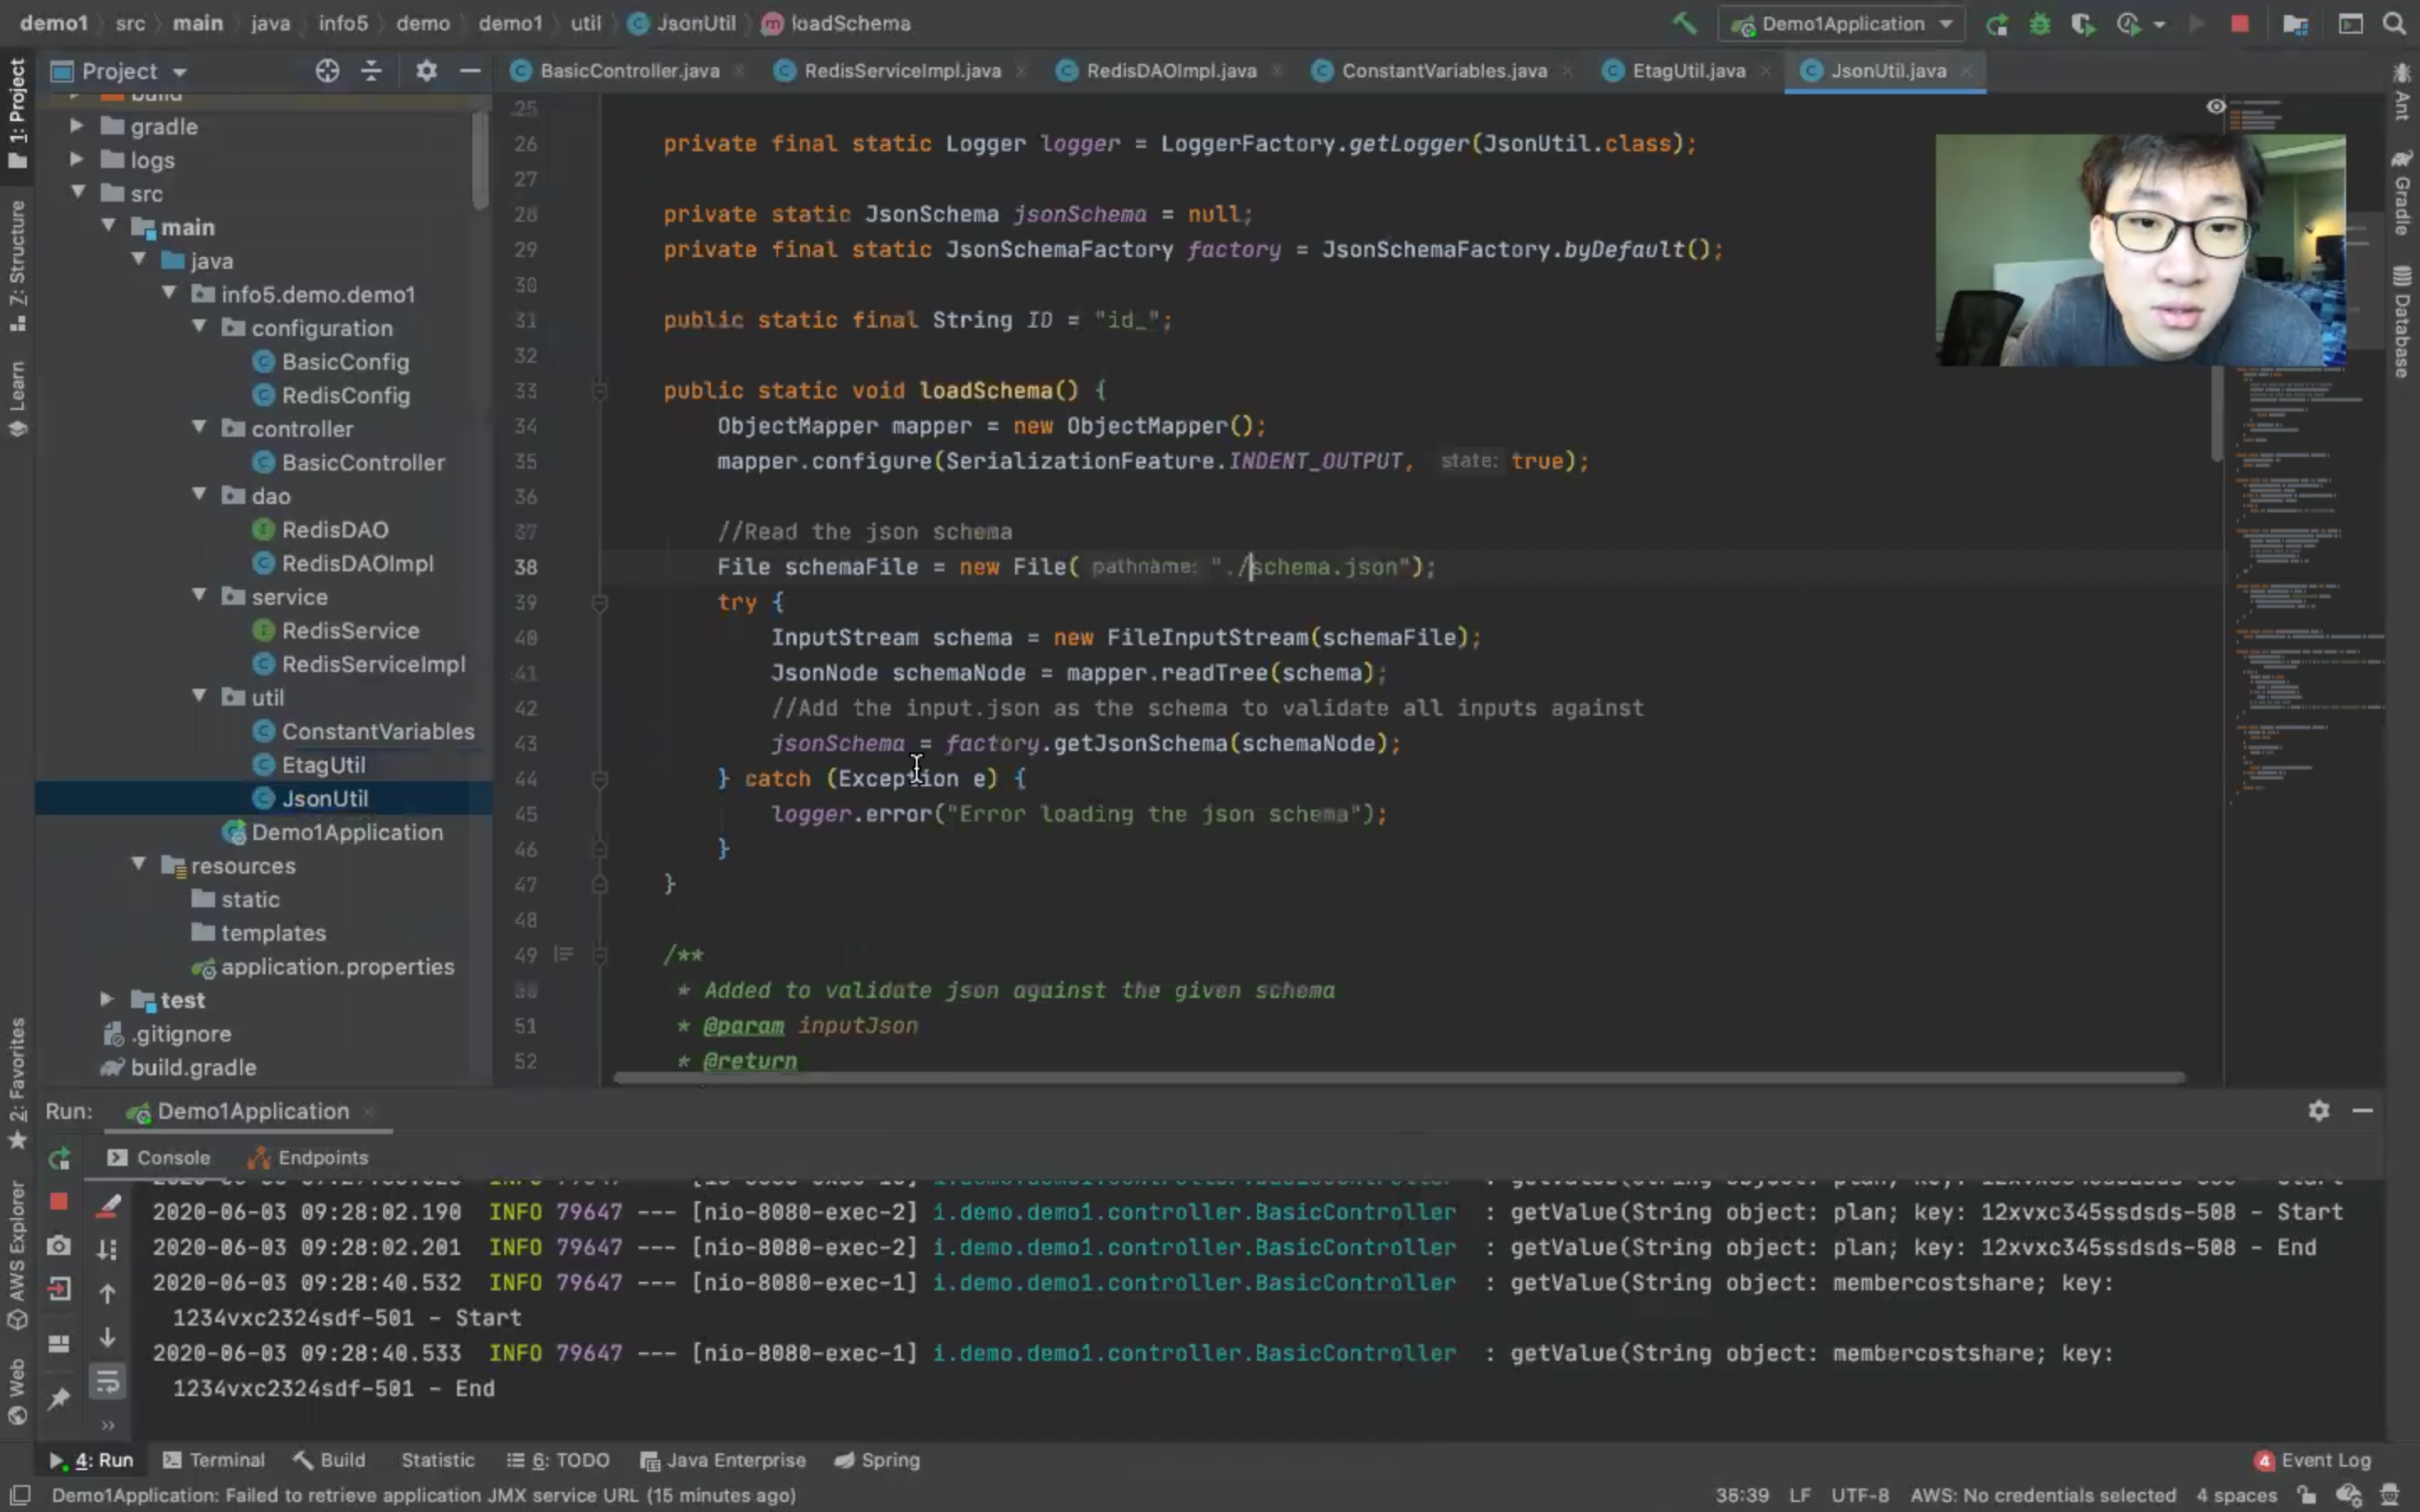 demo1 src main java info5 demo demo1 util JsonUtil loadSchema Demo1Application
Project BasicController.java RedisServiceImpl.java RedisDAOImpl.java ConstantVariables.java EtagUtil.java JsonUtil.java
1: Project
Z: Structure
Learn
2: Favorites
AWS Explorer
Web
build
gradle
logs
src
main
java
info5.demo.demo1
configuration
BasicConfig
RedisConfig
controller
BasicController
dao
RedisDAO
RedisDAOImpl
service
RedisService
RedisServiceImpl
util
ConstantVariables
EtagUtil
JsonUtil
Demo1Application
resources
static
templates
application.properties
test
.gitignore
build.gradle
25
26 private final static Logger logger = LoggerFactory.getLogger(JsonUtil.class);
27
28 private static JsonSchema jsonSchema = null;
29 private final static JsonSchemaFactory factory = JsonSchemaFactory.byDefault();
30
31 public static final String ID = "id_";
32
33 public static void loadSchema() {
34 ObjectMapper mapper = new ObjectMapper();
35 mapper.configure(SerializationFeature.INDENT_OUTPUT, state: true);
36
37 //Read the json schema
38 File schemaFile = new File( pathname: "./schema.json");
39 try {
40 InputStream schema = new FileInputStream(schemaFile);
41 JsonNode schemaNode = mapper.readTree(schema);
42 //Add the input.json as the schema to validate all inputs against
43 jsonSchema = factory.getJsonSchema(schemaNode);
44 } catch (Exception e) {
45 logger.error("Error loading the json schema");
46 }
47 }
48
49 /**
* Added to validate json against the given schema
51 * @param inputJson
52 * @return
Ant
Gradle
Database
Run: Demo1Application
Console Endpoints
2020-06-03 09:28:02.190 INFO 79647 --- [nio-8080-exec-2] i.demo.demo1.controller.BasicController : getValue(String object: plan; key: 12xvxc345ssdsds-508 - Start
2020-06-03 09:28:02.201 INFO 79647 --- [nio-8080-exec-2] i.demo.demo1.controller.BasicController : getValue(String object: plan; key: 12xvxc345ssdsds-508 - End
2020-06-03 09:28:40.532 INFO 79647 --- [nio-8080-exec-1] i.demo.demo1.controller.BasicController : getValue(String object: membercostshare; key:
1234vxc2324sdf-501 - Start
2020-06-03 09:28:40.533 INFO 79647 --- [nio-8080-exec-1] i.demo.demo1.controller.BasicController : getValue(String object: membercostshare; key:
1234vxc2324sdf-501 - End
4: Run Terminal Build Statistic 6: TODO Java Enterprise Spring 4 Event Log
Demo1Application: Failed to retrieve application JMX service URL (15 minutes ago) LF UTF-8 AWS: No credentials selected 4 spaces